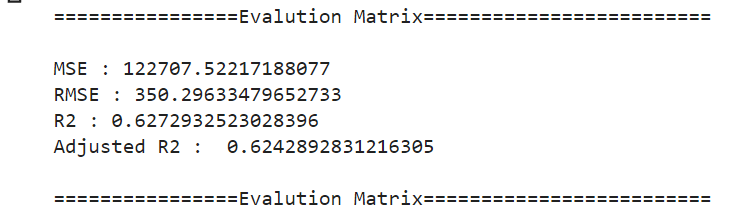 ================Evalution Matrix=========================
MSE : 122707.52217188077
RMSE : 350.29633479652733
R2 : 0.6272932523028396
Adjusted R2 :  0.6242892831216305
================Evalution Matrix=========================